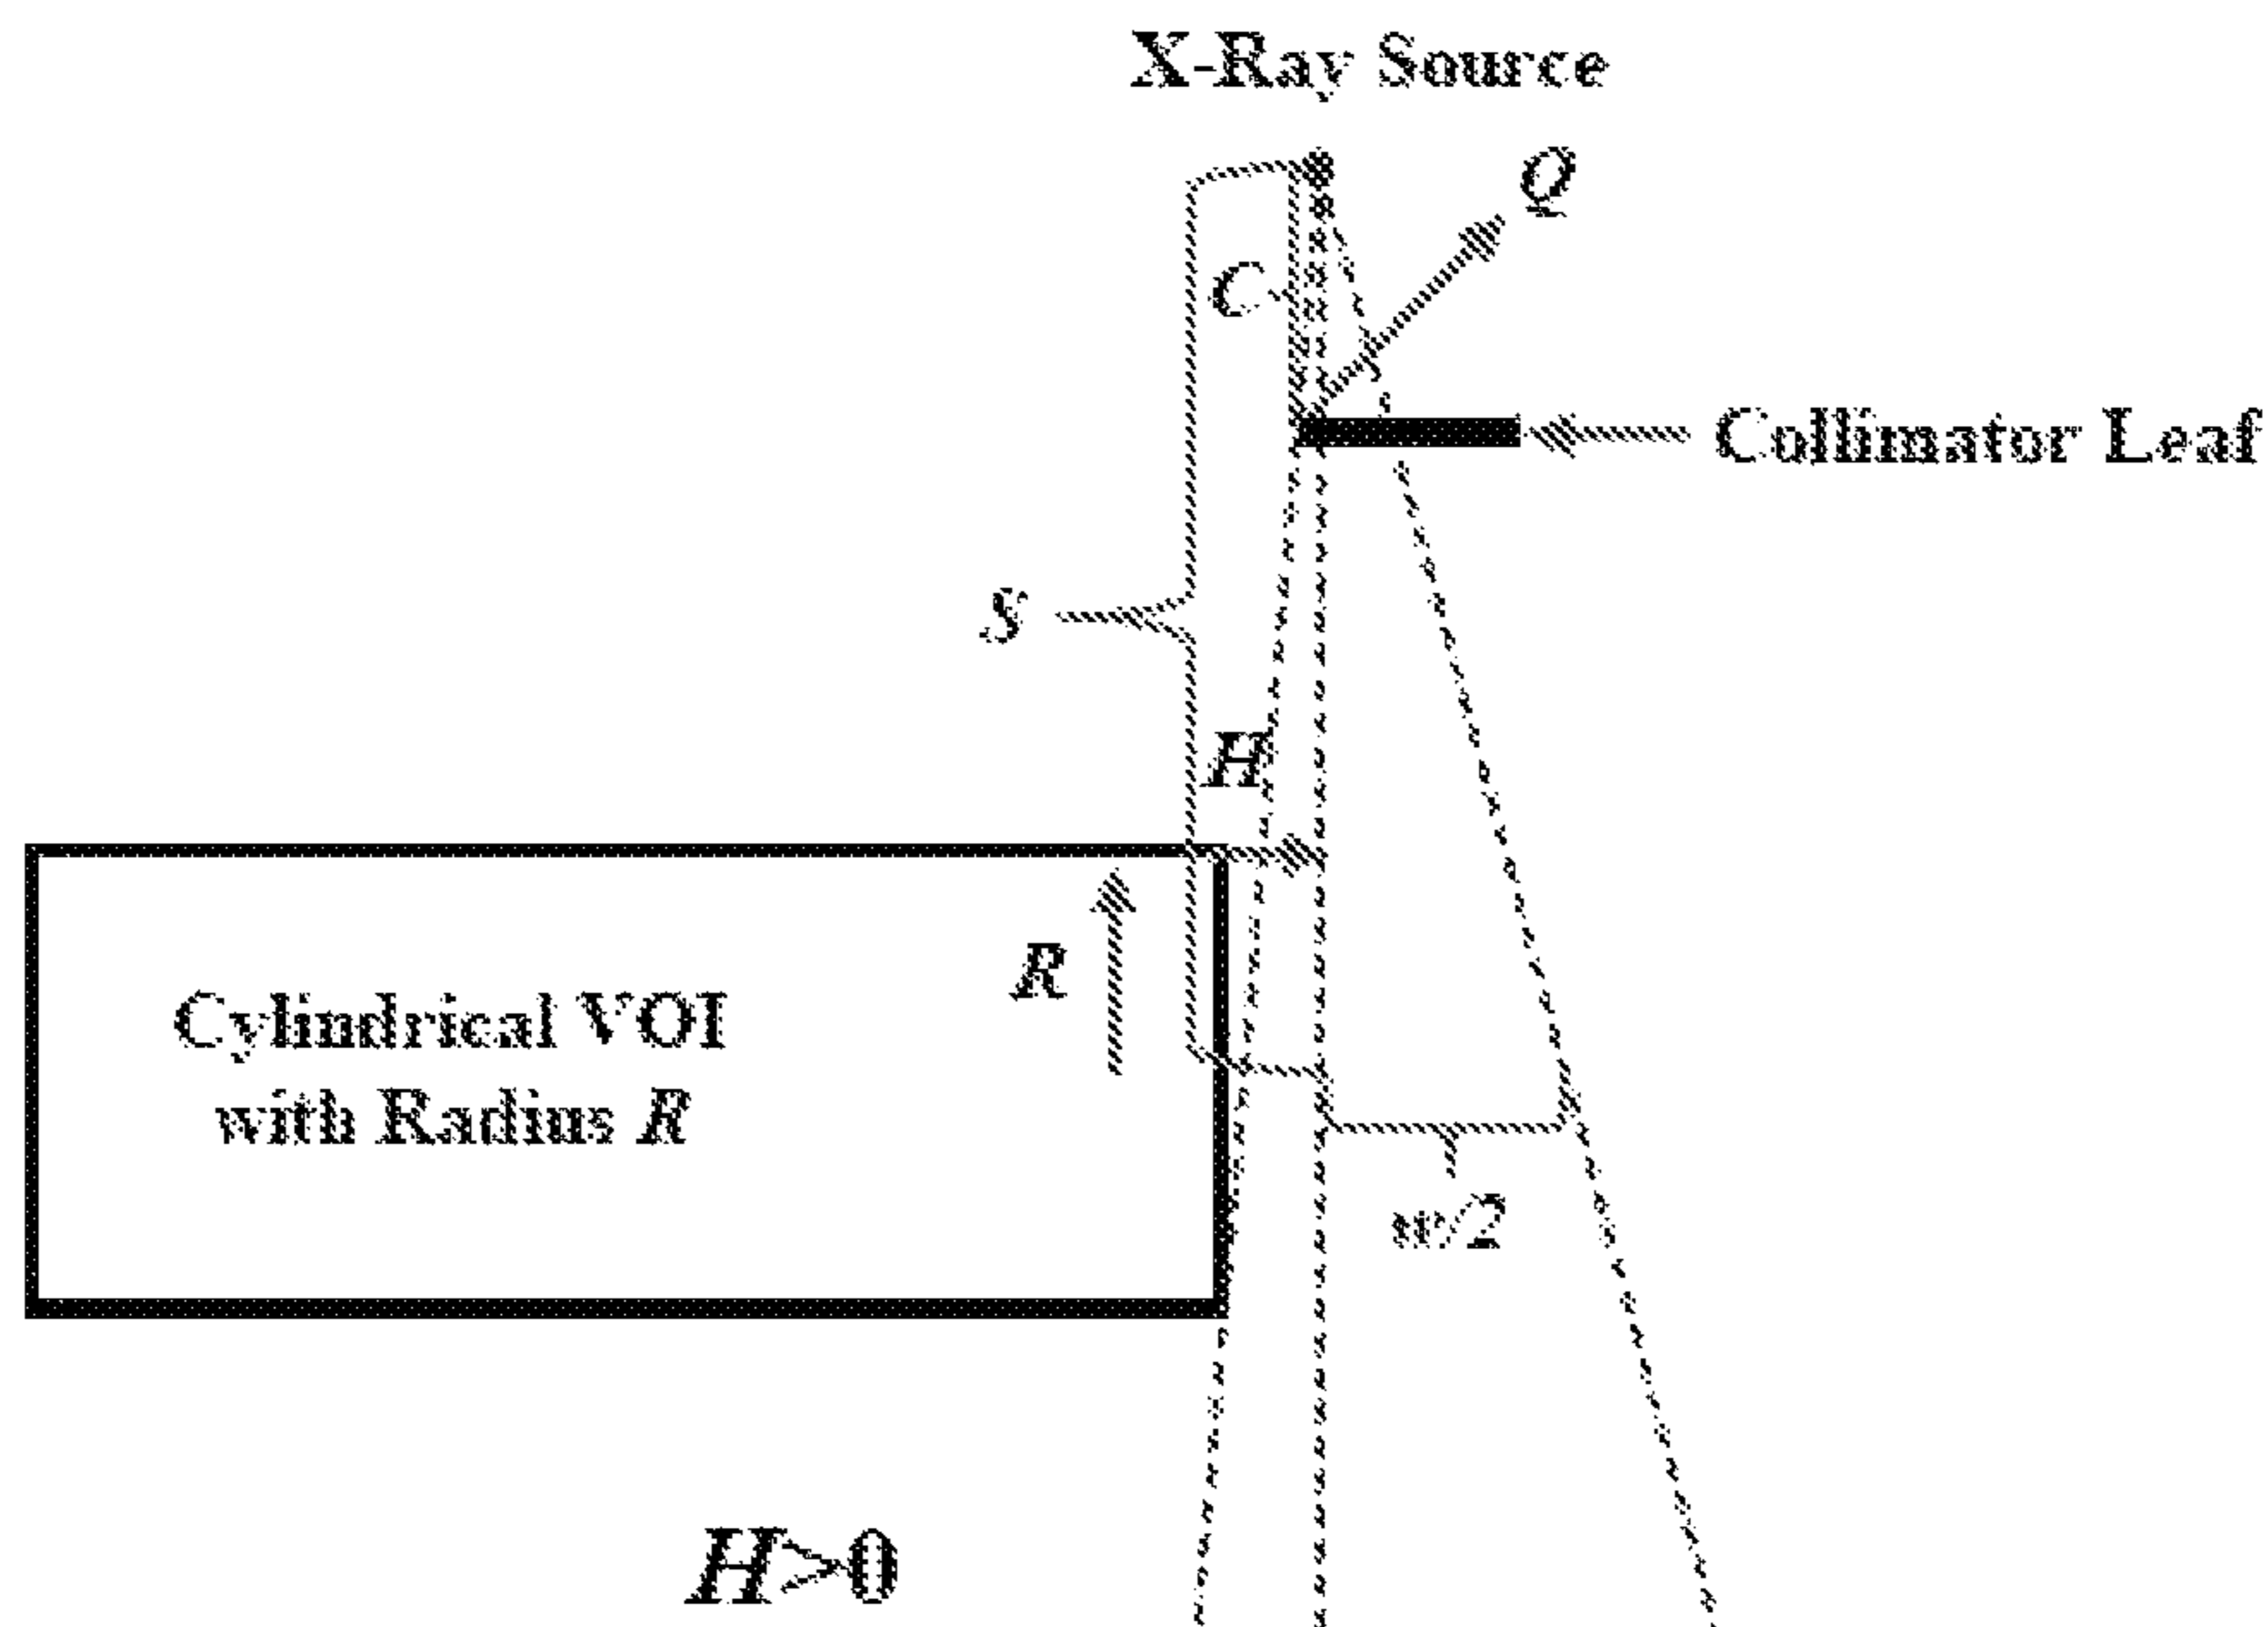 X-Ray Source
Q
C
Collimator Leaf
S
H
R
Cylindrical VOI
with Radius R
w/2
H>0